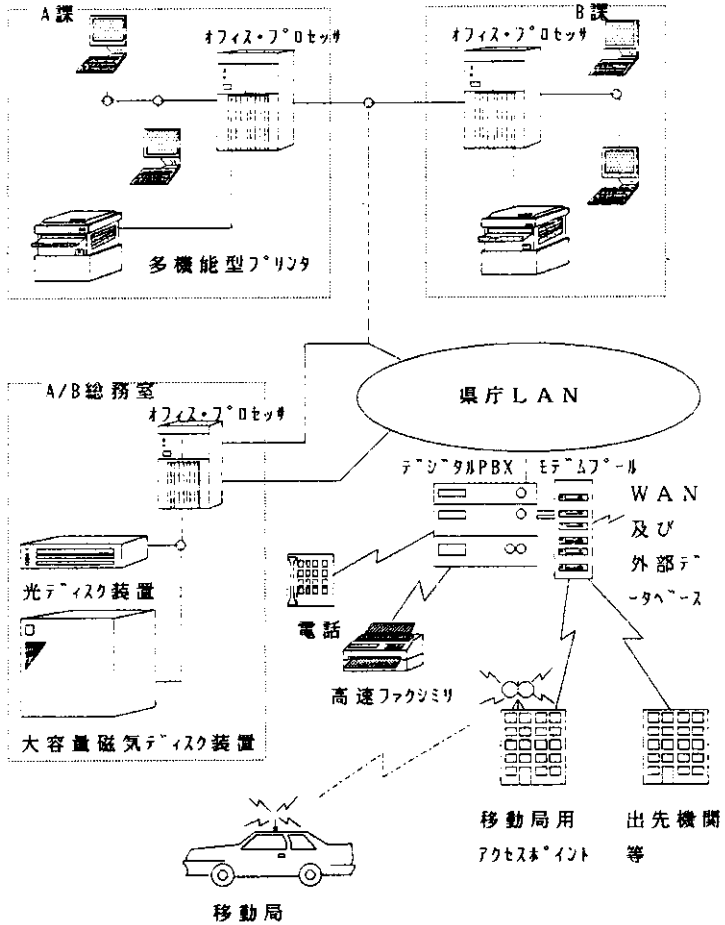 A課
オフィス・プロセッサ
オフィス・プロセッサ
B課
多機能型プリンタ
A/B総務室
オフィス・プロセッサ
県庁LAN
デジタルPBX
モデムプール
WAN
及び
外部デ
ータベース
光ディスク装置
電話
高速ファクシミリ
大容量磁気ディスク装置
移動局用
アクセスポイント
出先機関
等
移動局